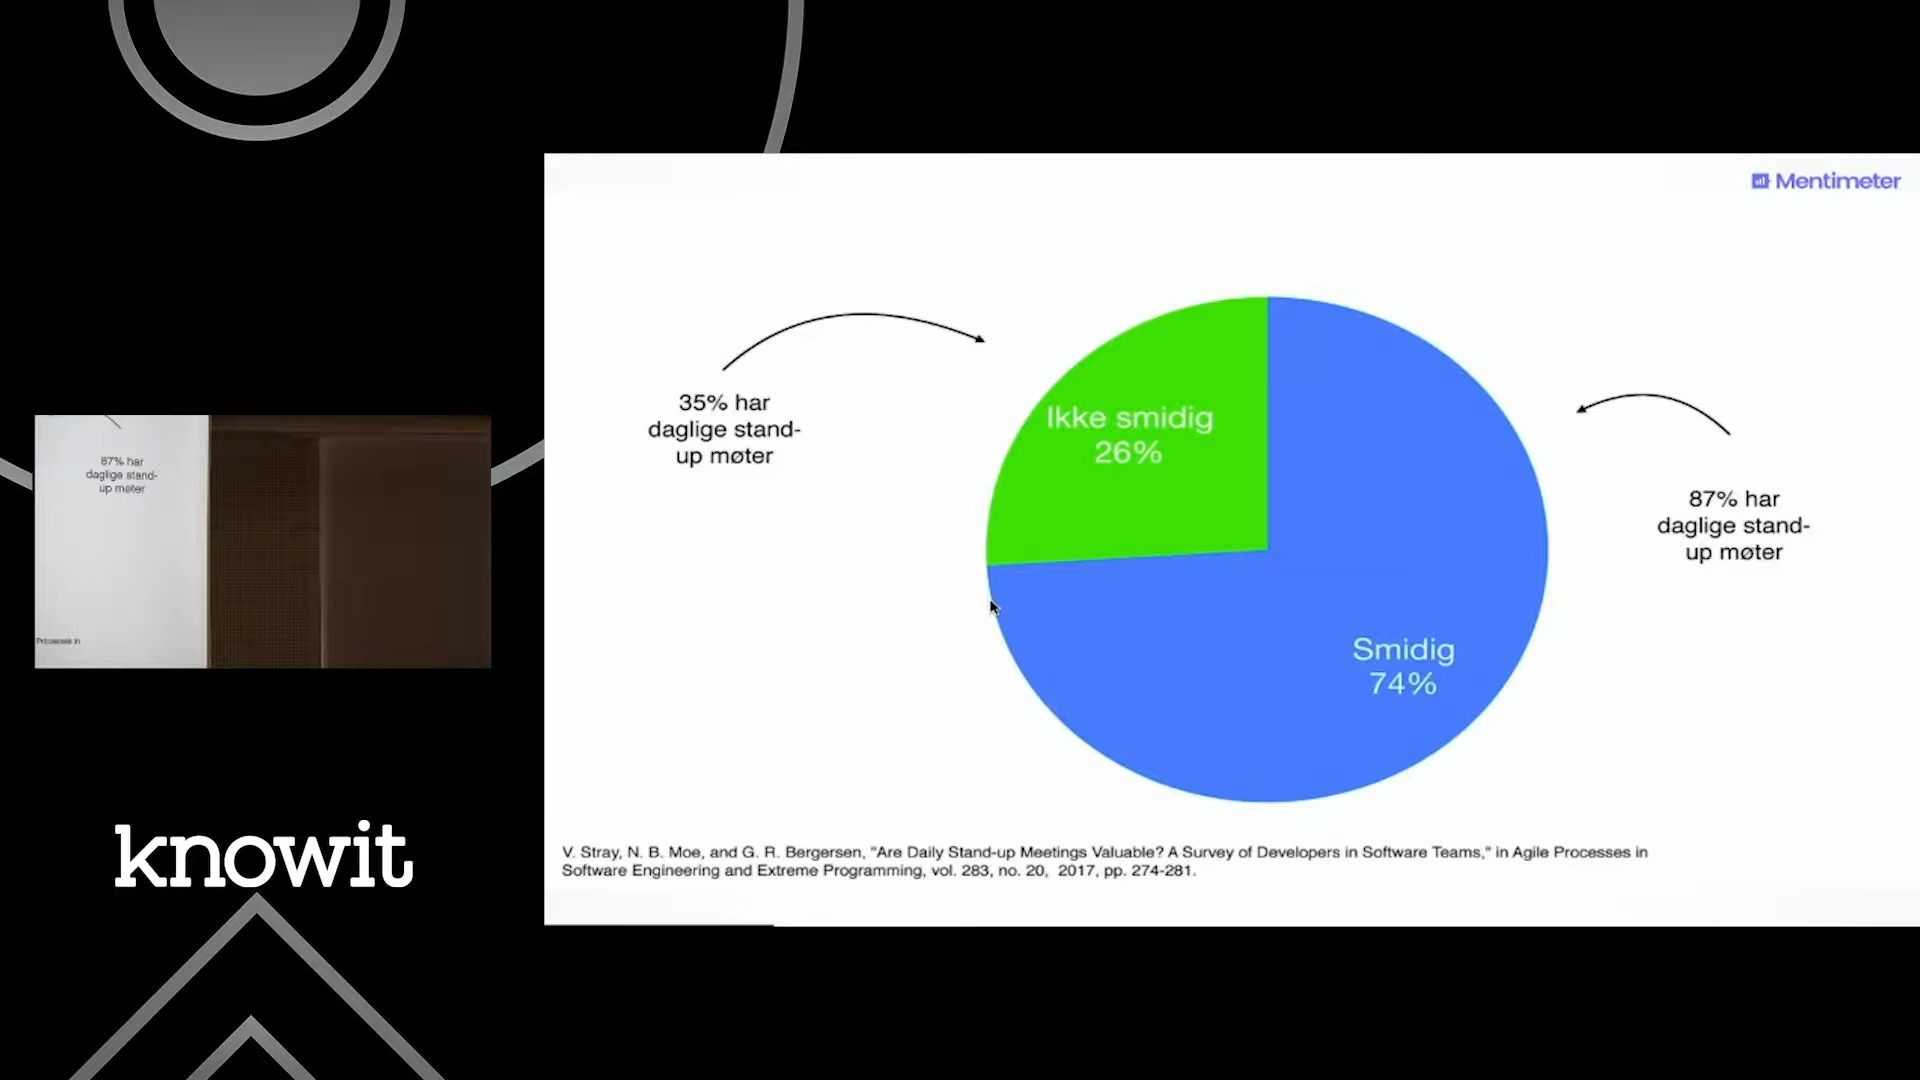 Mentimeter
35% har
daglige stand-
up møter
Ikke smidig
26%
87% har
daglige stand-
up møter
Smidig
74%
V. Stray, N. B. Moe, and G. R. Bergersen, "Are Daily Stand-up Meetings Valuable? A Survey of Developers in Software Teams," in Agile Processes in
Software Engineering and Extreme Programming, vol. 283, no. 20, 2017, pp. 274-281.
87% har
daglige stand-
up møter
Processes in
knowit